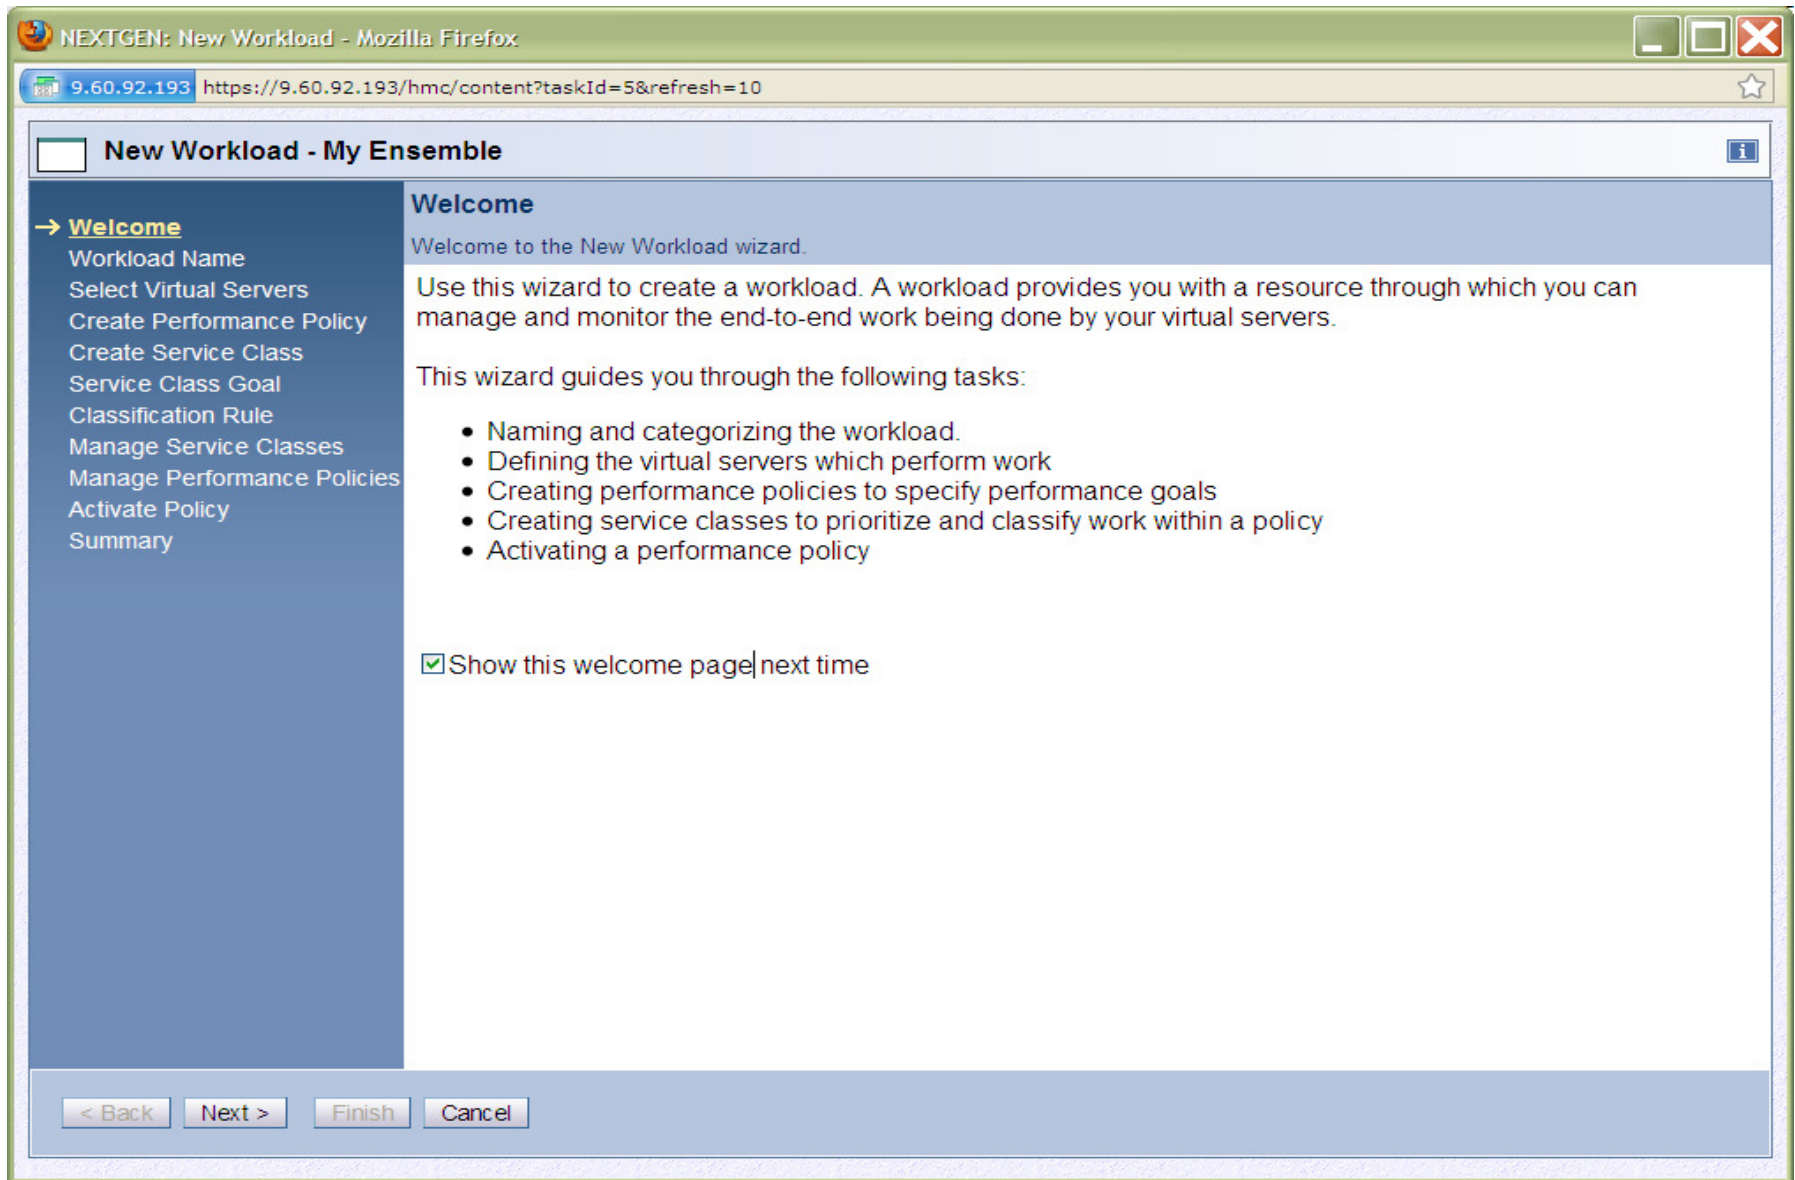 NEXTGEN: New Workload - Mozilla Firefox
9.60.92.193 https://9.60.92.193/hmc/content?taskId=5&refresh=10
New Workload - My Ensemble
i
Welcome
Workload Name
Select Virtual Servers
Create Performance Policy
Create Service Class
Service Class Goal
Classification Rule
Manage Service Classes
Manage Performance Policies
Activate Policy
Summary
Welcome
Welcome to the New Workload wizard.
Use this wizard to create a workload. A workload provides you with a resource through which you can
manage and monitor the end-to-end work being done by your virtual servers.
This wizard guides you through the following tasks:
• Naming and categorizing the workload.
• Defining the virtual servers which perform work
• Creating performance policies to specify performance goals
• Creating service classes to prioritize and classify work within a policy
• Activating a performance policy
Show this welcome page next time
< Back Next > Finish Cancel